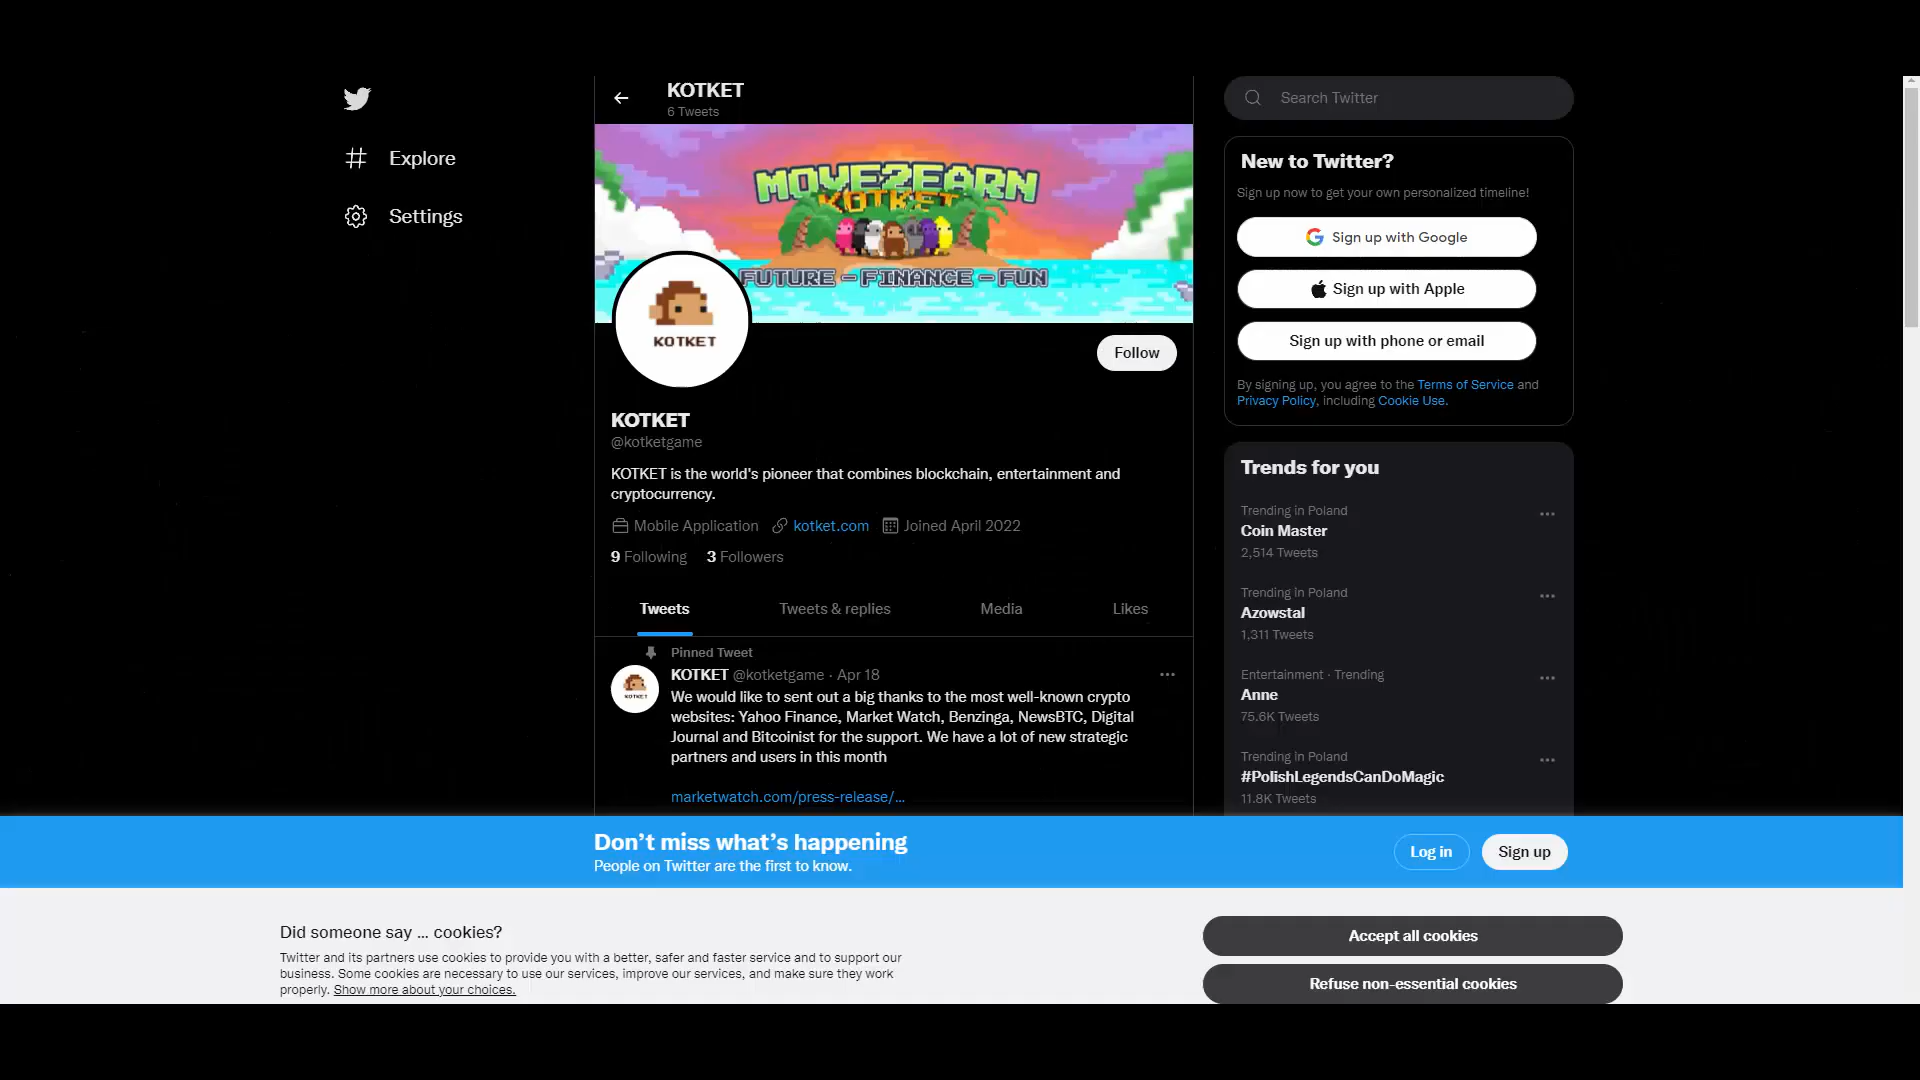 KOTKET
6 Tweets
Search Twitter
Explore
Settings
MOVE2EARN
KOTKET
FUTURE - FINANCE - FUN
KOTKET
Follow
KOTKET
@kotketgame
KOTKET is the world's pioneer that combines blockchain, entertainment and
cryptocurrency.
Mobile Application kotket.com Joined April 2022
9 Following 3 Followers
Tweets Tweets & replies Media Likes
Pinned Tweet
KOTKET @kotketgame · Apr 18
KOTKET
We would like to sent out a big thanks to the most well-known crypto
websites: Yahoo Finance, Market Watch, Benzinga, NewsBTC, Digital
Journal and Bitcoinist for the support. We have a lot of new strategic
partners and users in this month
marketwatch.com/press-release/...
New to Twitter?
Sign up now to get your own personalized timeline!
Sign up with Google
Sign up with Apple
Sign up with phone or email
By signing up, you agree to the Terms of Service and
Privacy Policy, including Cookie Use.
Trends for you
Trending in Poland
Coin Master
2,514 Tweets
Trending in Poland
Azowstal
1,311 Tweets
Entertainment · Trending
Anne
75.6K Tweets
Trending in Poland
#PolishLegendsCanDoMagic
11.8K Tweets
Don’t miss what’s happening
People on Twitter are the first to know.
Log in
Sign up
Did someone say … cookies?
Twitter and its partners use cookies to provide you with a better, safer and faster service and to support our
business. Some cookies are necessary to use our services, improve our services, and make sure they work
properly. Show more about your choices.
Accept all cookies
Refuse non-essential cookies